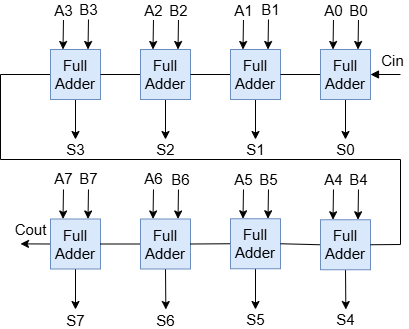 A3 B3 A2 B2 A1 B1 A0 B0
Full Adder Full Adder Full Adder Full Adder Cin
S3 S2 S1 S0
A7 B7 A6 B6 A5 B5 A4 B4
Cout Full Adder Full Adder Full Adder Full Adder
S7 S6 S5 S4